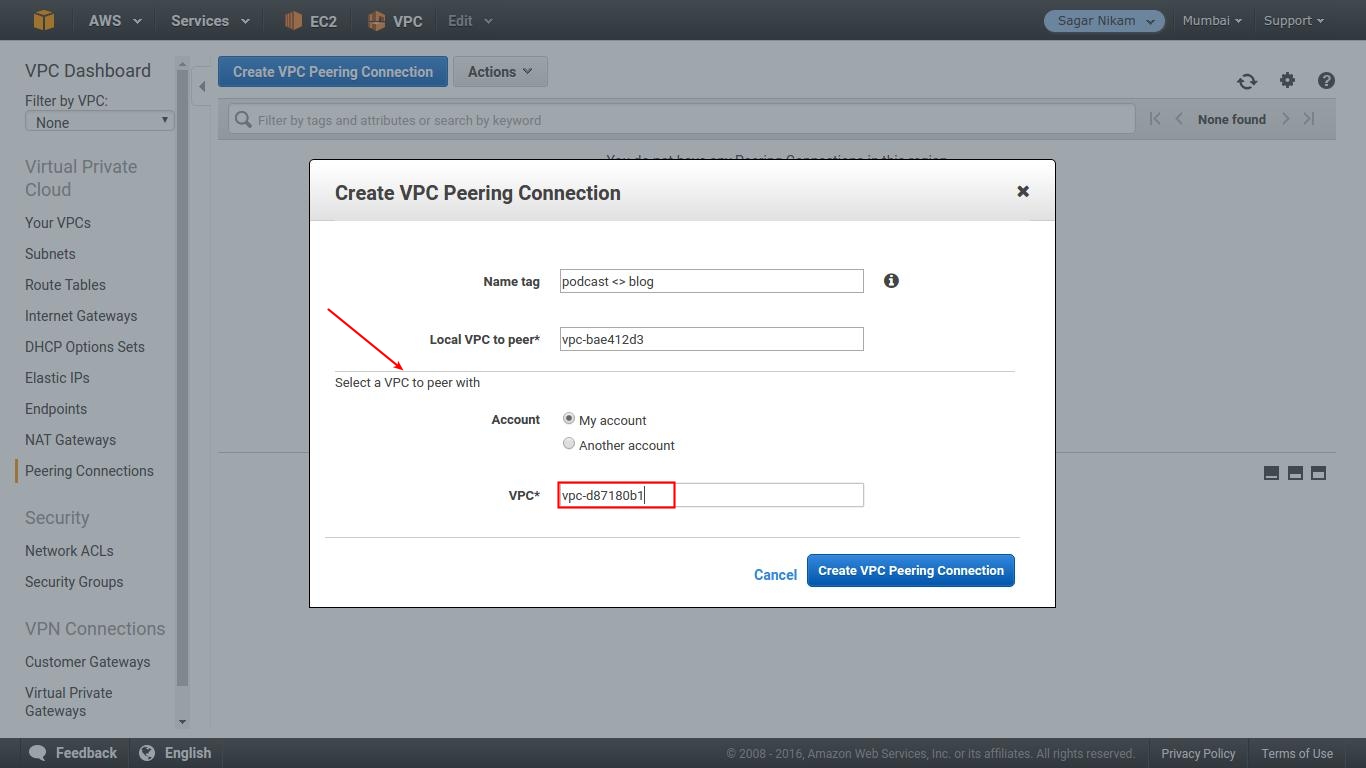 AWS Services EC2 VPC Edit Sagar Nikam Mumbai Support
VPC Dashboard
Filter by VPC:
None
Virtual Private
Cloud
Your VPCs
Subnets
Route Tables
Internet Gateways
DHCP Options Sets
Elastic IPs
Endpoints
NAT Gateways
Peering Connections
Security
Network ACLs
Security Groups
VPN Connections
Customer Gateways
Virtual Private
Gateways
Create VPC Peering Connection Actions
Filter by tags and attributes or search by keyword None found
You do not have any Peering Connections in this region
Create VPC Peering Connection
Name tag podcast <> blog
Local VPC to peer* vpc-bae412d3
Select a VPC to peer with
Account My account
Another account
VPC* vpc-d87180b1
Cancel Create VPC Peering Connection
Feedback English © 2008 - 2016, Amazon Web Services, Inc. or its affiliates. All rights reserved. Privacy Policy Terms of Use